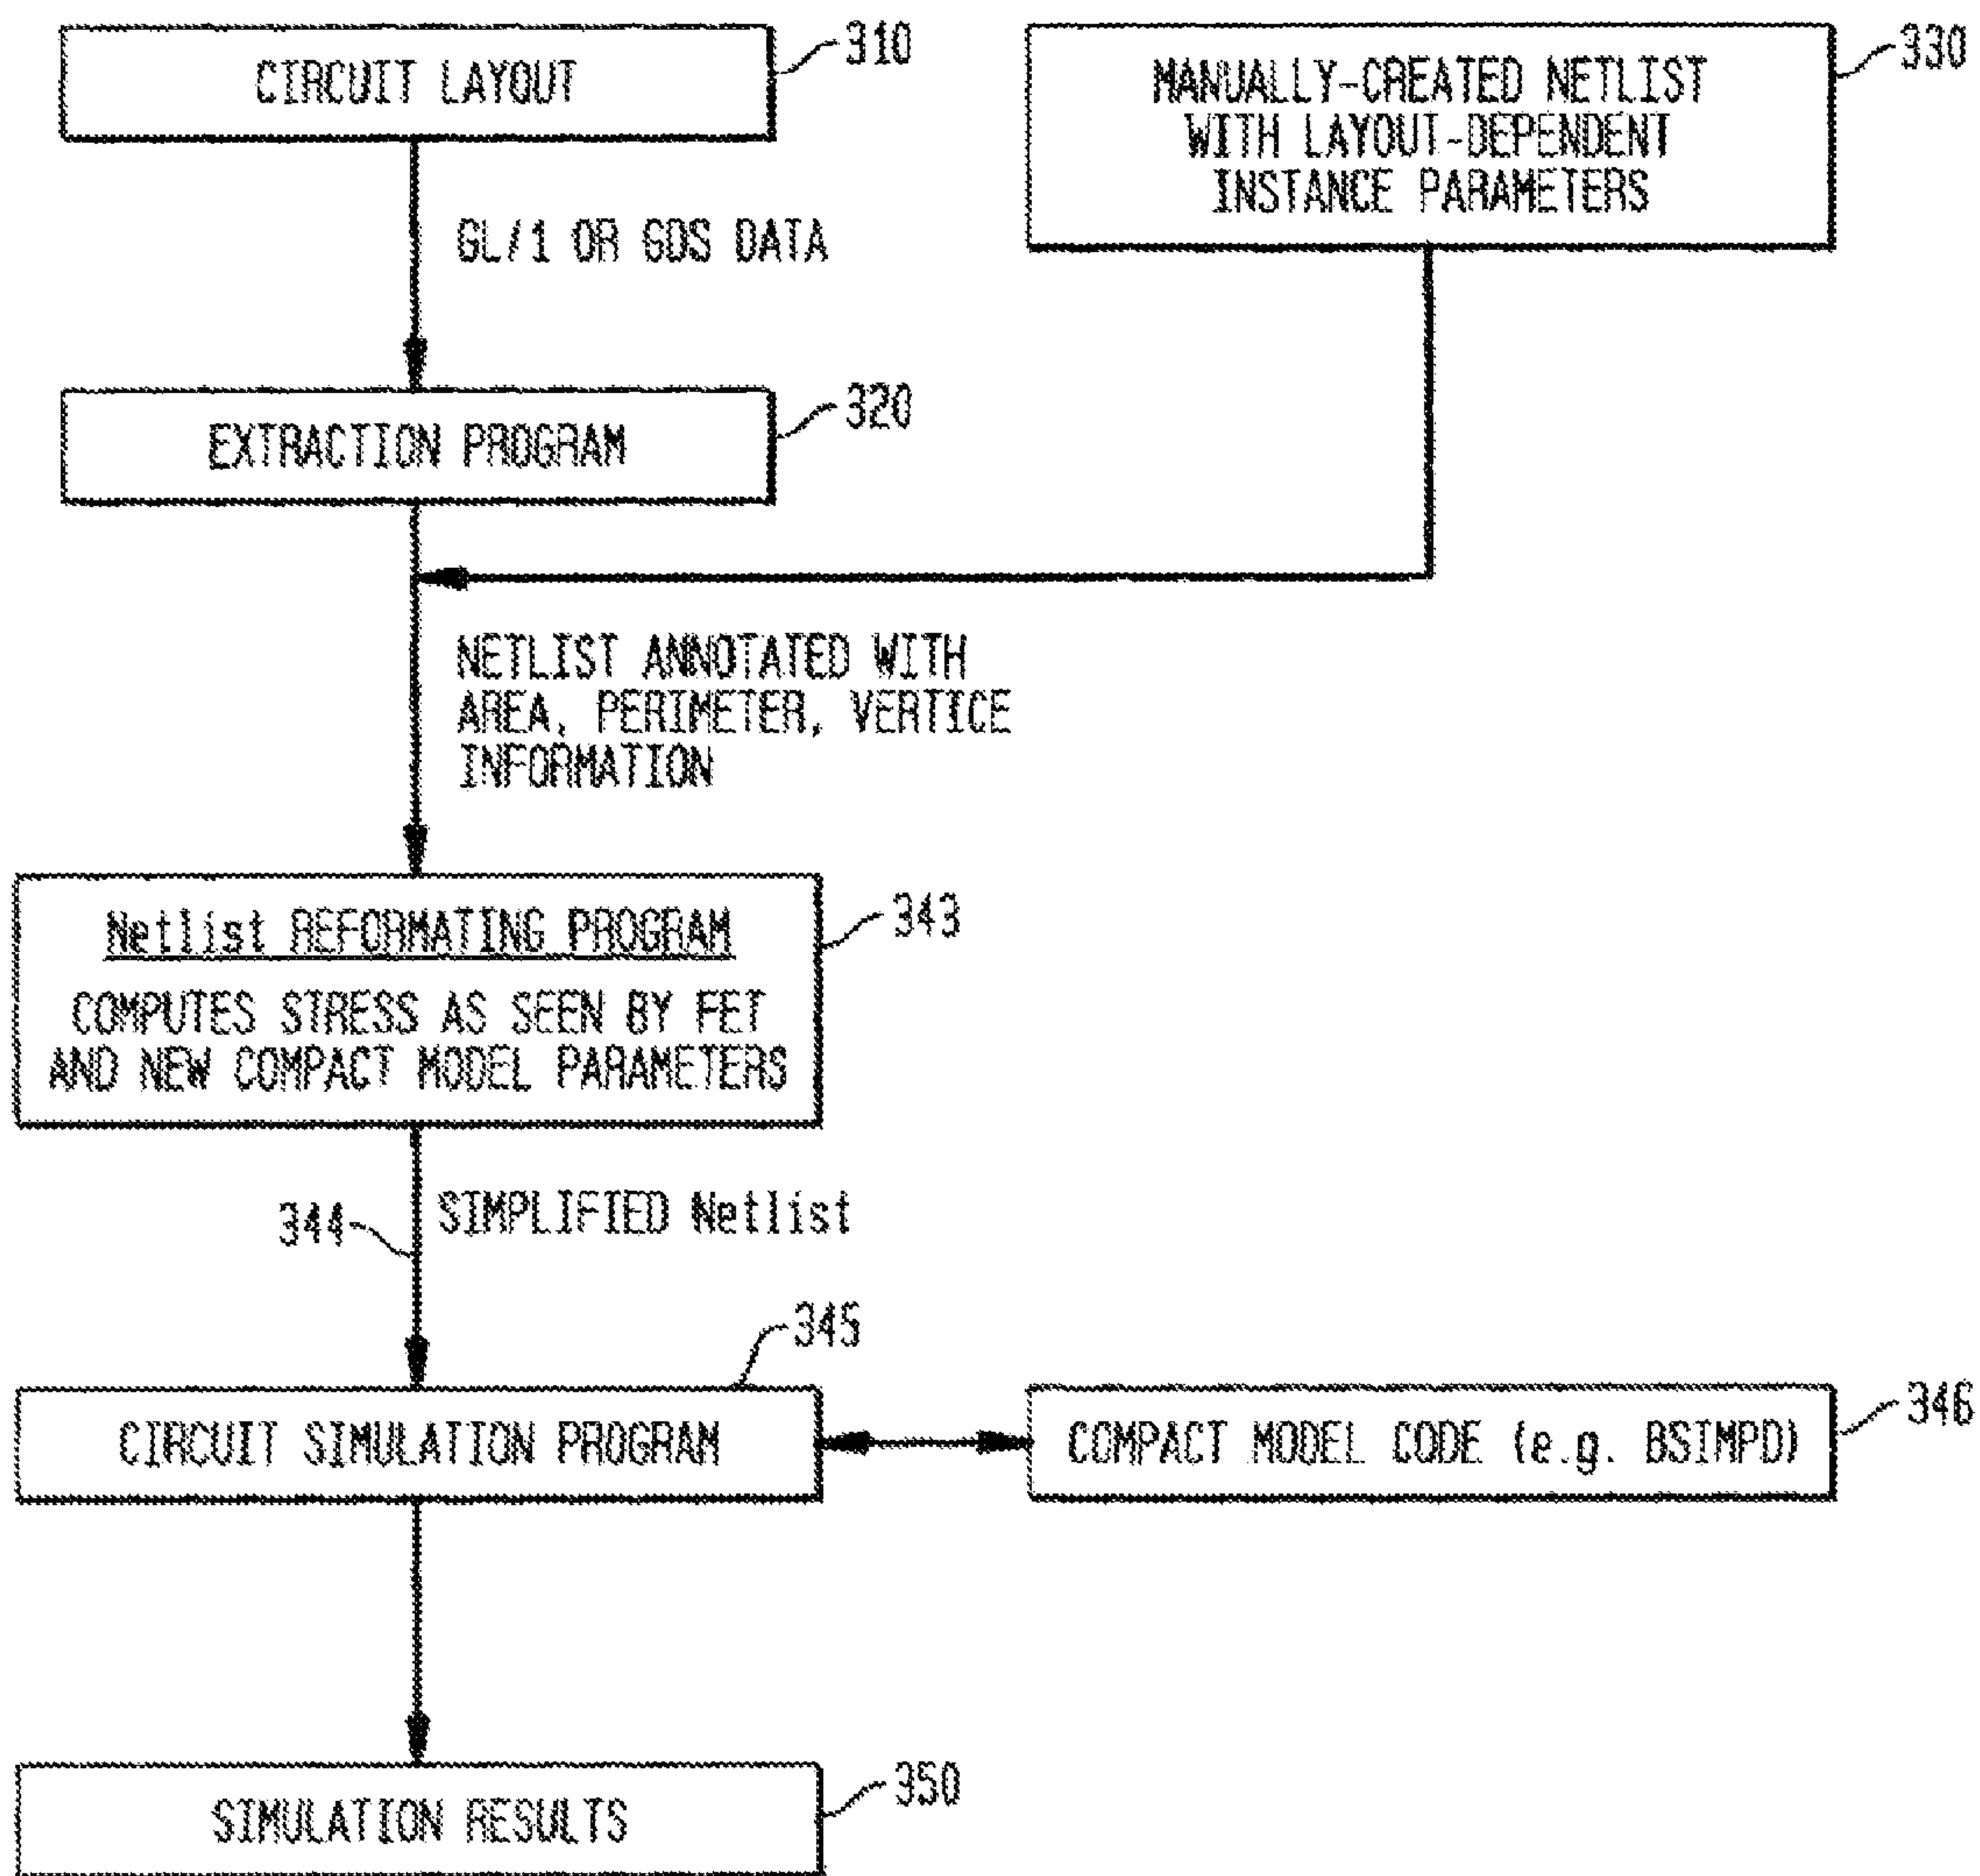 CIRCUIT LAYOUT
310
MANUALLY-CREATED NETLIST
WITH LAYOUT-DEPENDENT
INSTANCE PARAMETERS
330
GL/1 OR GDS DATA
EXTRACTION PROGRAM
320
NETLIST ANNOTATED WITH
AREA, PERIMETER, VERTICE
INFORMATION
Netlist REFORMATING PROGRAM
COMPUTES STRESS AS SEEN BY FET
AND NEW COMPACT MODEL PARAMETERS
343
344
SIMPLIFIED Netlist
345
CIRCUIT SIMULATION PROGRAM
COMPACT MODEL CODE (e.g. BSIMPD)
346
SIMULATION RESULTS
350